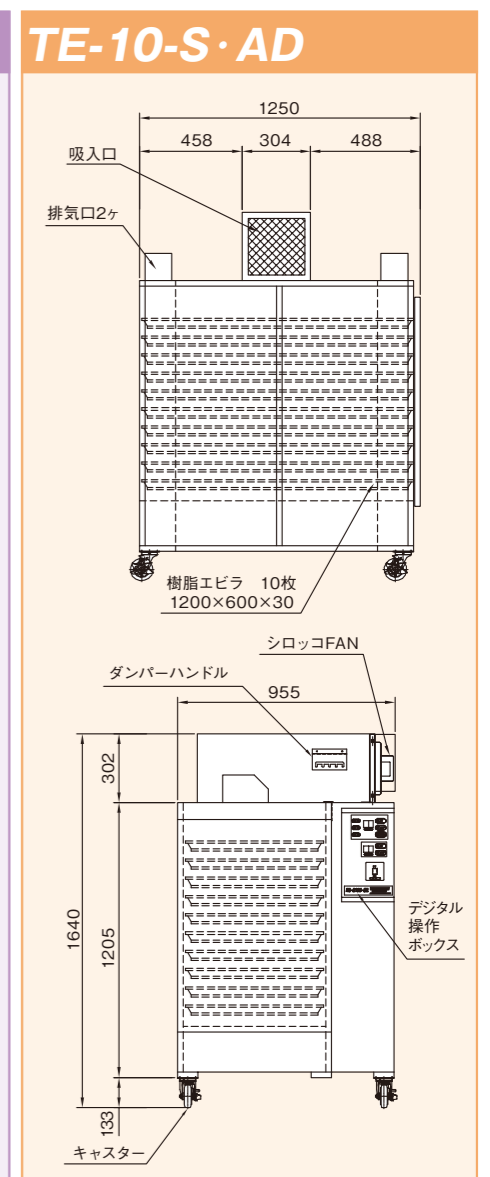 TE-10-S・AD
1250
458
304
488
吸入口
排気口2ヶ
樹脂エビラ 10枚
1200×600×30
シロッコFAN
ダンパーハンドル
955
302
1640
1205
133
デジタル
操作
ボックス
キャスター